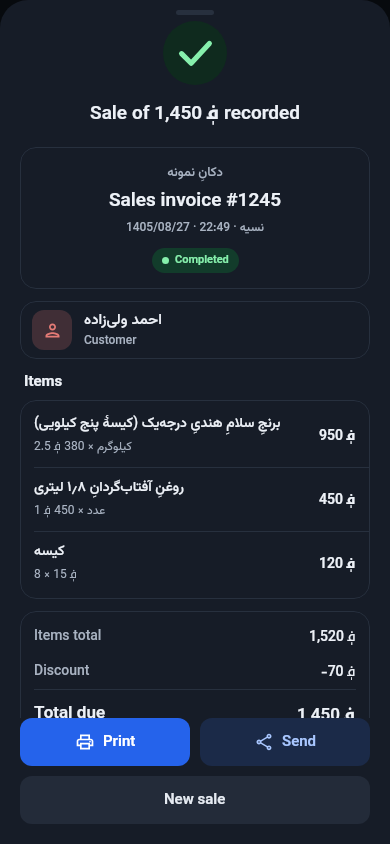 Sale of 1,450 ؋ recorded
دکانِ نمونه
Sales invoice #1245
1405/08/27 · 22:49 · نسیه
Completed
احمد ولی‌زاده
Customer
Items
برنجِ سلامِ هندیِ درجه‌یک (کیسهٔ پنج کیلویی)
950 ؋
2.5 کیلوگرم × 380 ؋
روغنِ آفتاب‌گردانِ ۱٫۸ لیتری
450 ؋
1 عدد × 450 ؋
کیسه
120 ؋
8 × 15 ؋
Items total 1,520 ؋
Discount -70 ؋
Total due 1,450 ؋
Print
Send
New sale